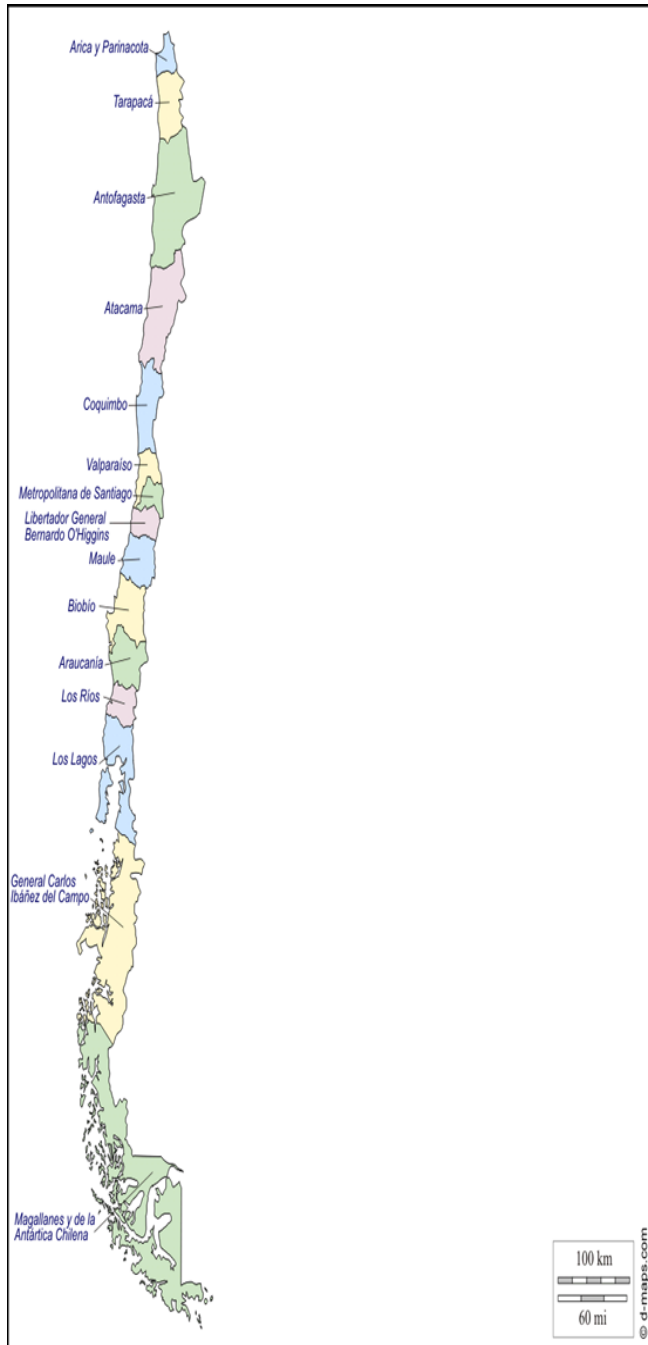 Arica y Parinacota
Tarapacá
Antofagasta
Atacama
Coquimbo
Valparaíso
Metropolitana de Santiago
Libertador General
Bernardo O'Higgins
Maule
Biobío
Araucanía
Los Ríos
Los Lagos
General Carlos
Ibáñez del Campo
Magallanes y de la
Antártica Chilena
100 km
60 mi
© d-maps.com